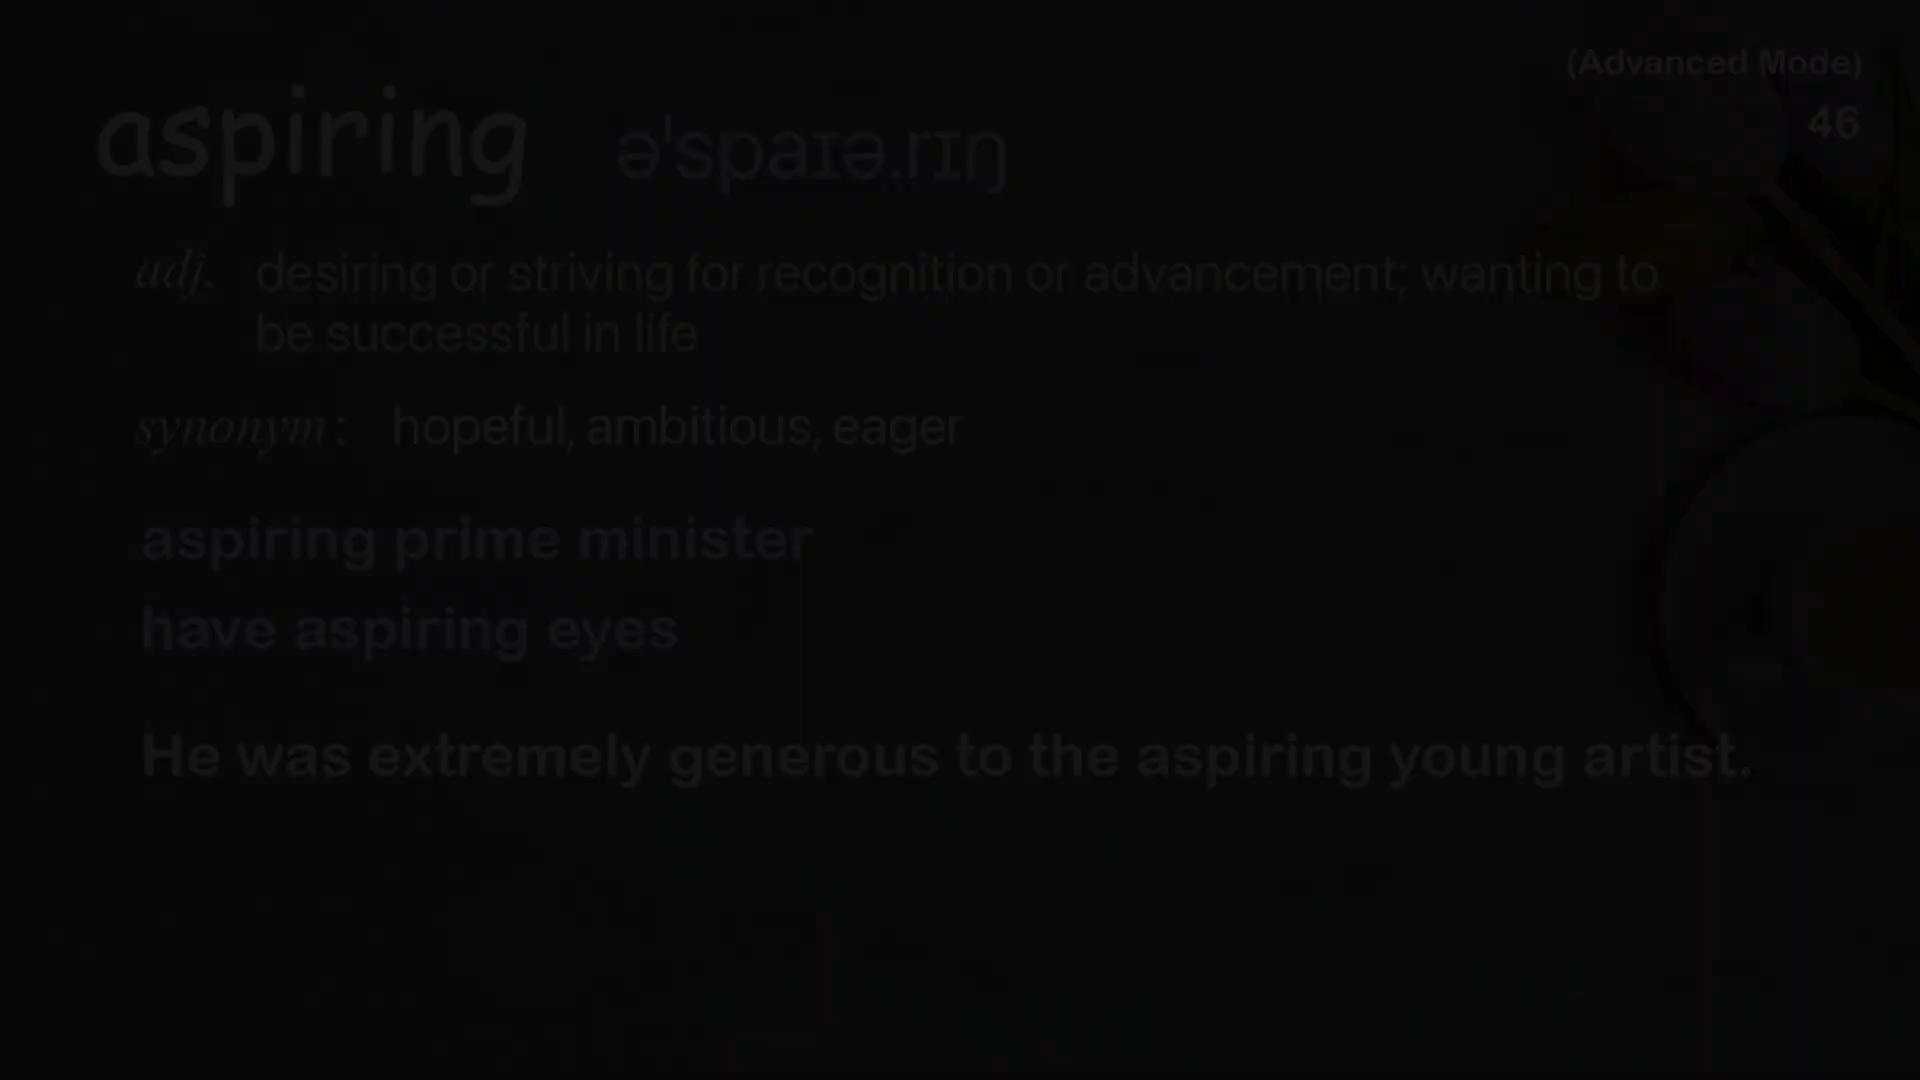 (Advanced Mode)
46
aspiring əˈspaɪə.rɪŋ
adj. desiring or striving for recognition or advancement; wanting to
be successful in life
synonym : hopeful, ambitious, eager
aspiring prime minister
have aspiring eyes
He was extremely generous to the aspiring young artist.